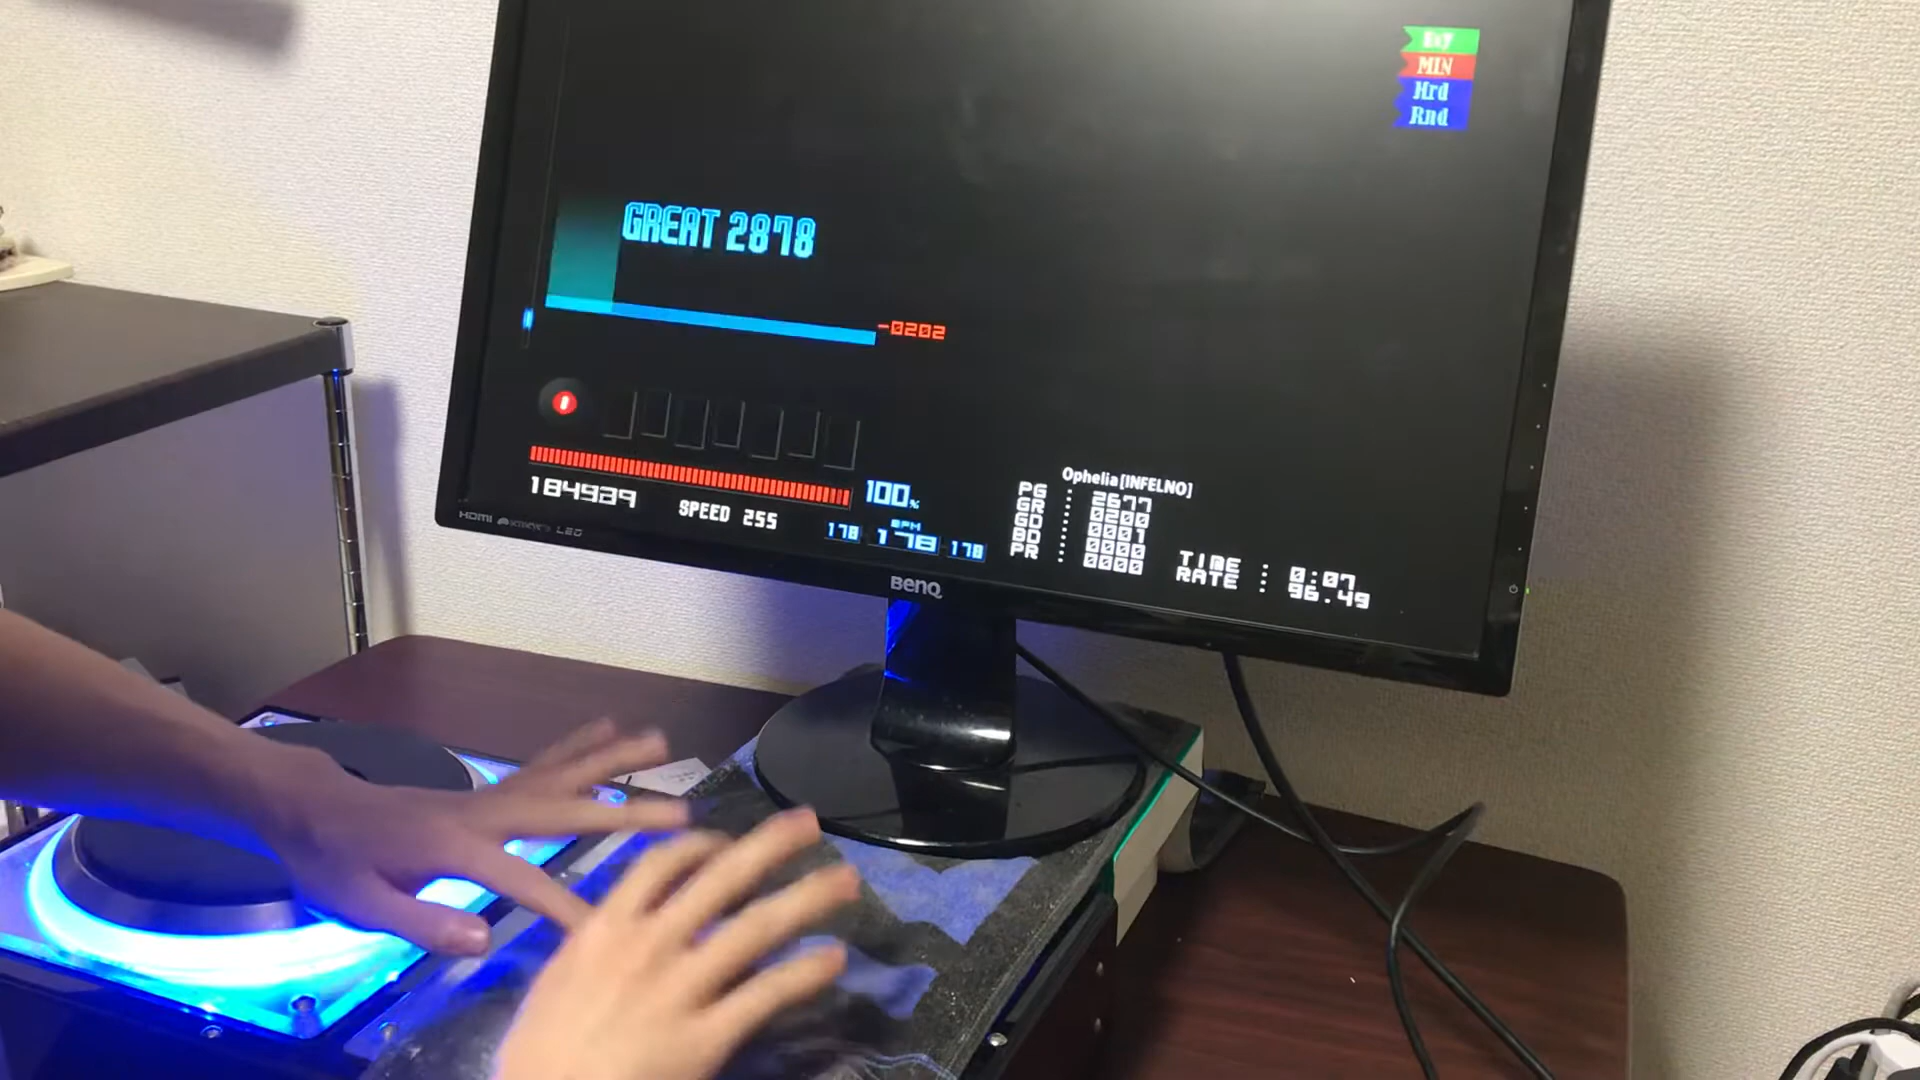 MIN
Hrd
Rnd
GREAT 2878
-0202
100%
184939
SPEED 255
BPM
178 178 178
Ophelia[INFELNO]
PG : 2677
GR : 0200
GD : 0001
BD : 0000
PR : 0000
TIME : 0:07
RATE : 96.49
HDMI
LED
BenQ